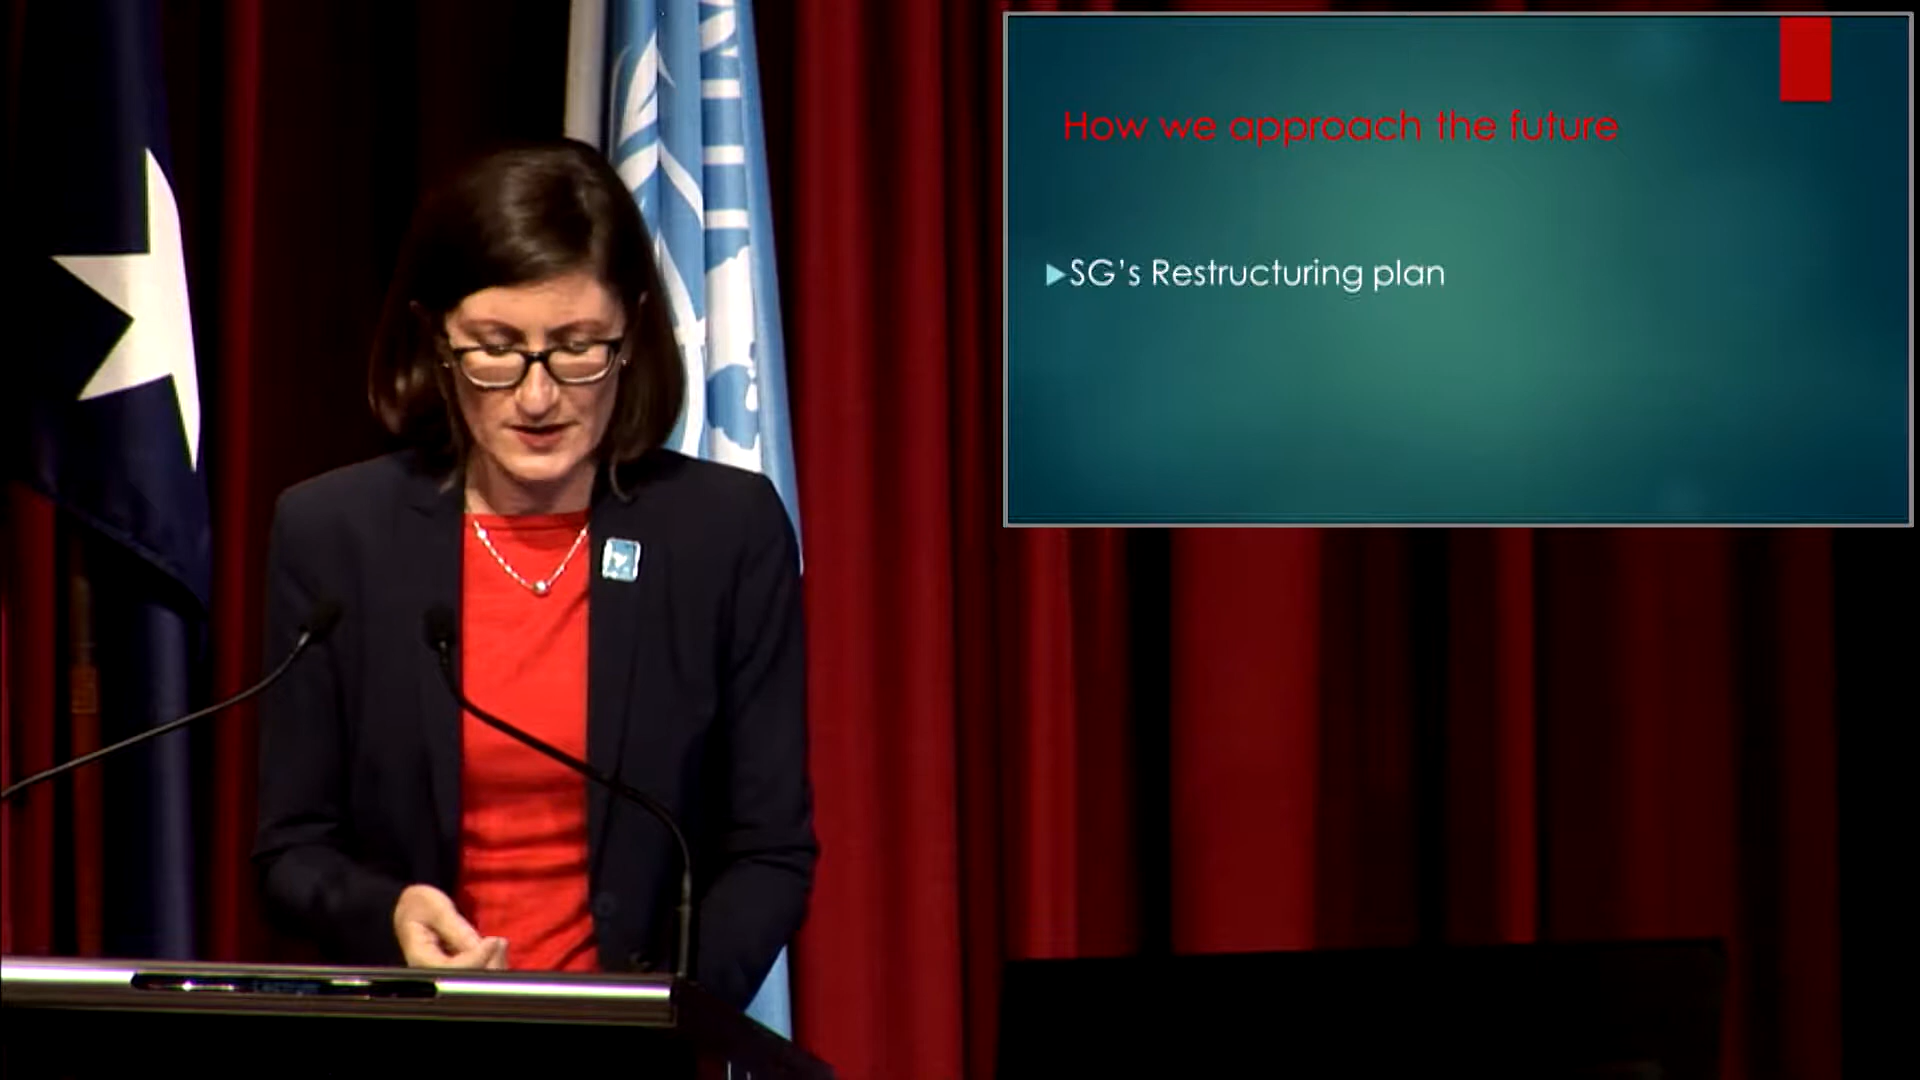 How we approach the future
SG's Restructuring plan